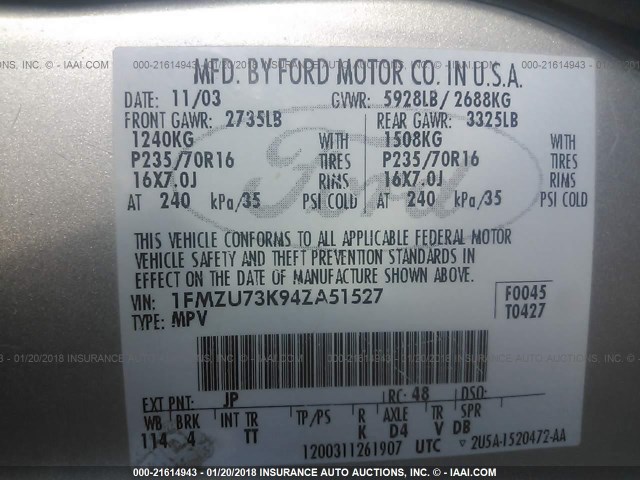 000-21614943 - 01/20/2018 INSURANCE AUTO AUCTIONS, INC. - IAAI.COM
MFD. BY FORD MOTOR CO. IN U.S.A.
DATE: 11/03 GVWR: 5928LB/ 2688KG
FRONT GAWR: 2735LB REAR GAWR: 3325LB
1240KG WITH 1508KG WITH
P235/70R16 TIRES P235/70R16 TIRES
16X7.0J RIMS 16X7.0J RIMS
AT 240 kPa/35 PSI COLD AT 240 kPa/35 PSI COLD
Ford
THIS VEHICLE CONFORMS TO ALL APPLICABLE FEDERAL MOTOR
VEHICLE SAFETY AND THEFT PREVENTION STANDARDS IN
EFFECT ON THE DATE OF MANUFACTURE SHOWN ABOVE.
VIN: 1FMZU73K94ZA51527 F0045
TYPE: MPV T0427
EXT PNT: JP RC: 48 DSO:
WB BRK INT TR TP/PS R AXLE TR SPR
114 4 TT K D4 V DB
1200311261907 UTC 2U5A-1520472-AA
000-21614943 - 01/20/2018 INSURANCE AUTO AUCTIONS, INC. - IAAI.COM